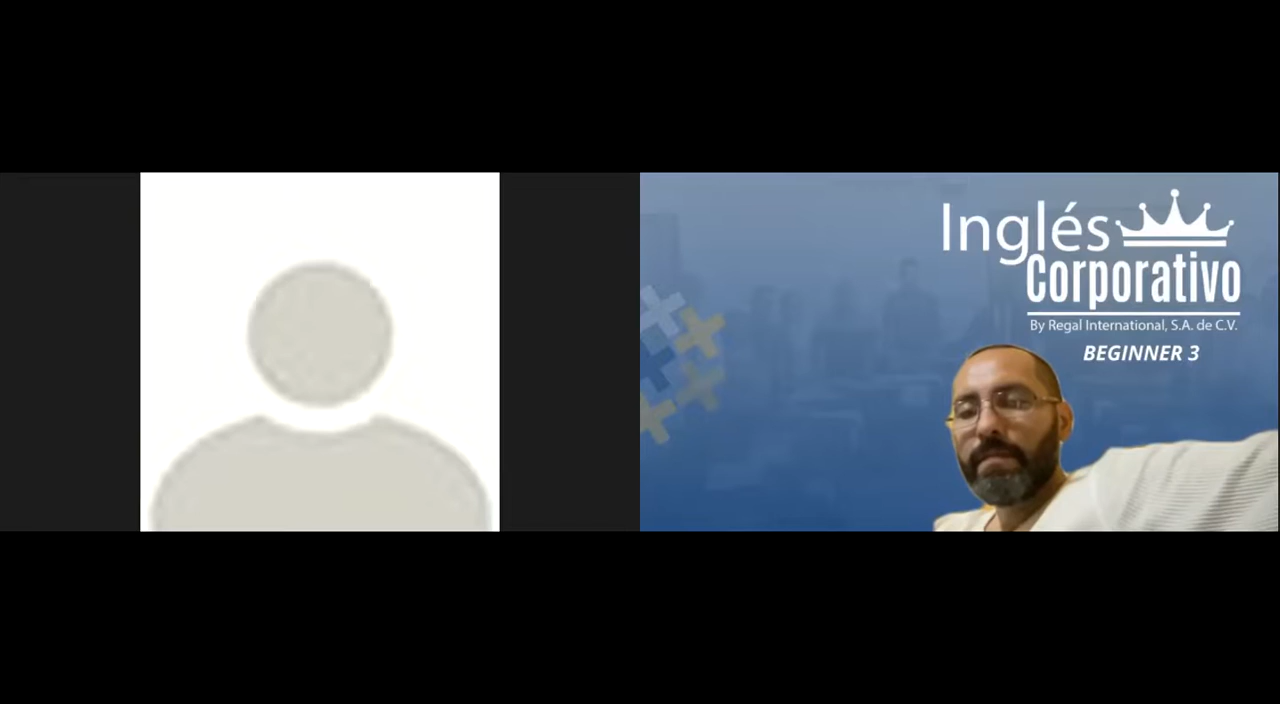 Inglés
Corporativo
By Regal International, S.A. de C.V.
BEGINNER 3